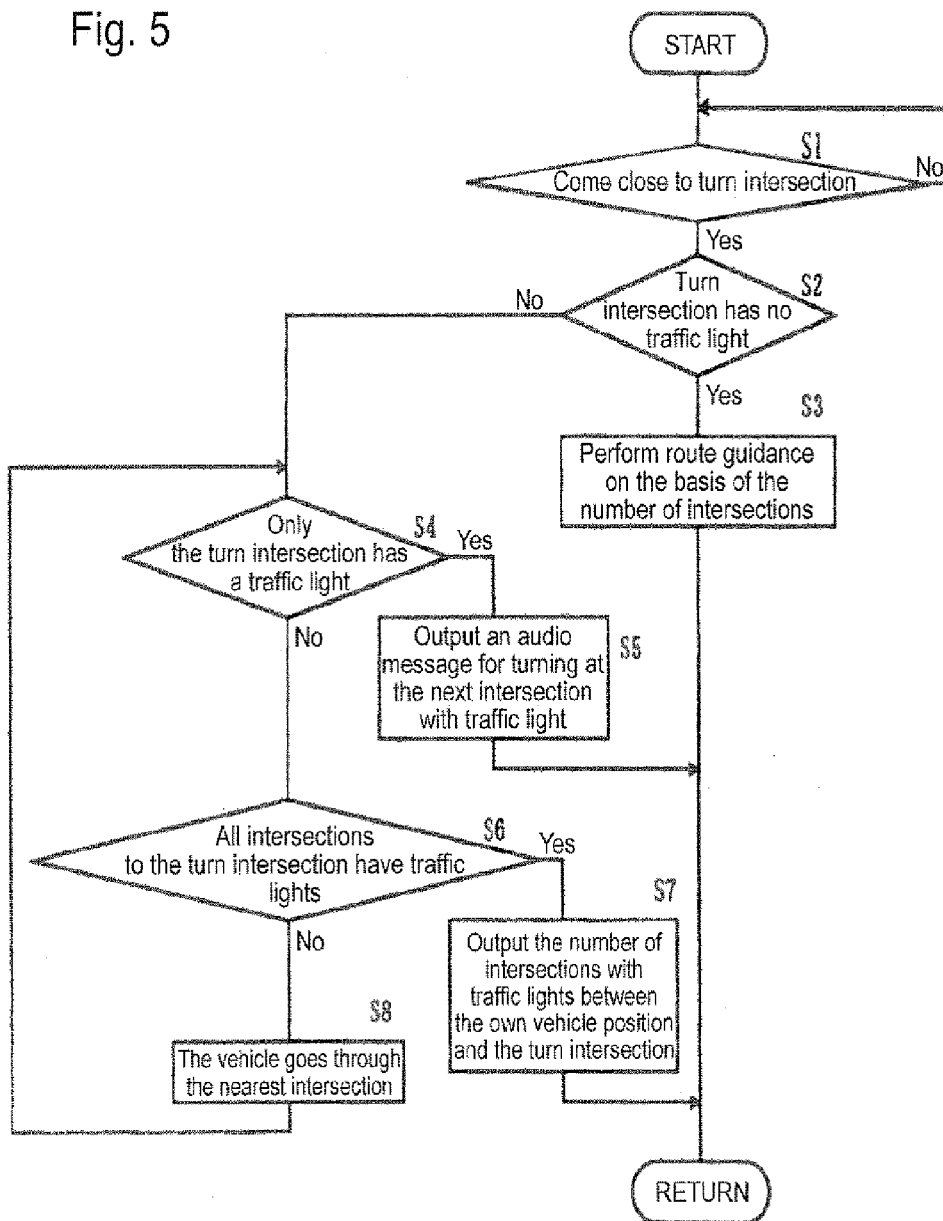 Fig. 5
START
S1
Come close to turn intersection
No
Yes
S2
Turn
intersection has no
traffic light
No
Yes
S3
Perform route guidance
on the basis of the
number of intersections
S4
Only
the turn intersection has
a traffic light
Yes
No
S5
Output an audio
message for turning at
the next intersection
with traffic light
S6
All intersections
to the turn intersection have traffic
lights
Yes
No
S7
Output the number of
intersections with
traffic lights between
the own vehicle position
and the turn intersection
S8
The vehicle goes through
the nearest intersection
RETURN